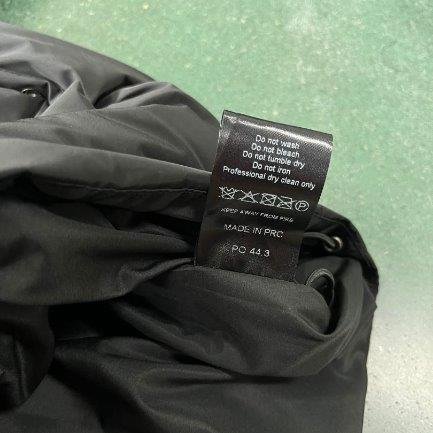 Do not wash
Do not bleach
Do not tumble dry
Do not iron
Professional dry clean only
KEEP AWAY FROM FIRE
MADE IN PRC
PO 44.3